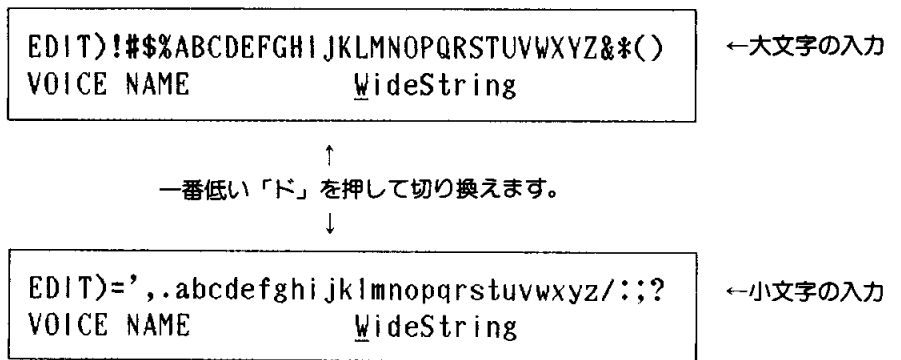 EDIT)!#$%ABCDEFGHIJKLMNOPQRSTUVWXYZ&*() ←大文字の入力
VOICE NAME WideString
↑
一番低い「ド」を押して切り換えます。
↓
EDIT)=',.abcdefghijklmnopqrstuvwxyz/:;? ←小文字の入力
VOICE NAME WideString